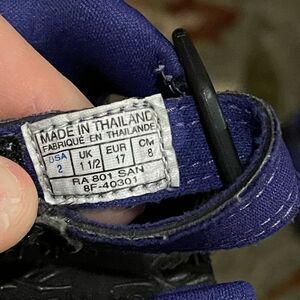 MADE IN THAILAND
FABRIQUÉ EN THAILANDE
USA UK EUR CM
2 1 1/2 17 8
RA 801 SAN
8F-40301